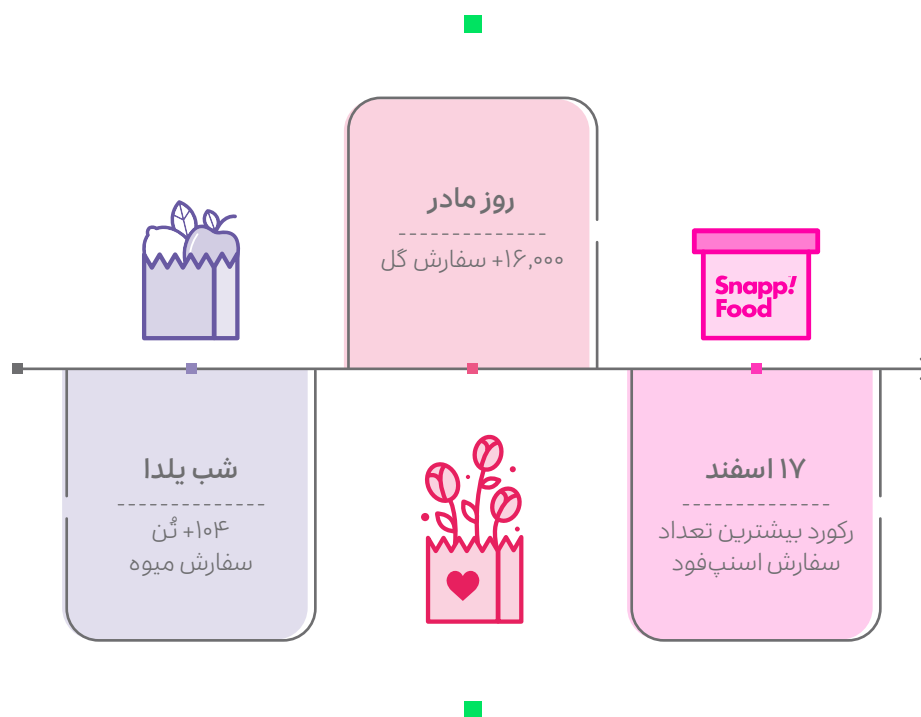 روز مادر
۱۶,۰۰۰+ سفارش گل
Snapp!
Food
۱۷ اسفند
رکورد بیشترین تعداد
سفارش اسنپ‌فود
شب یلدا
۱۰۴+ تُن
سفارش میوه